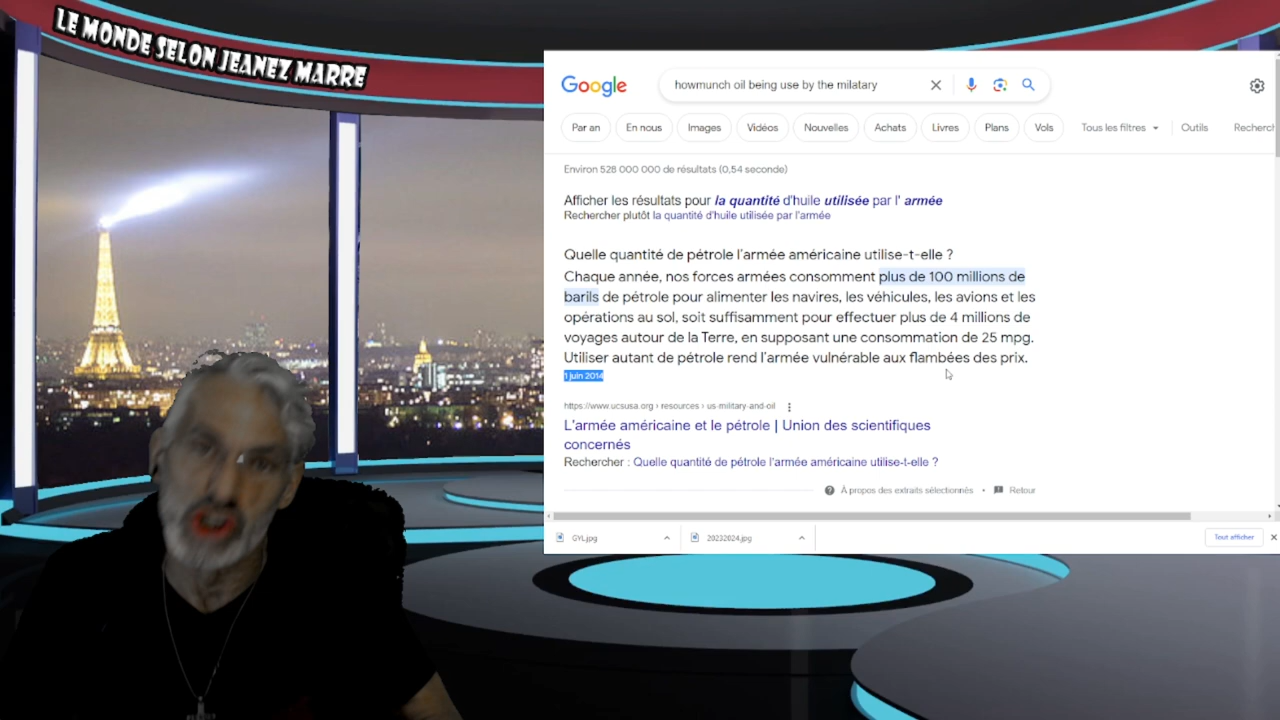 LE MONDE SELON JEANEZ MARRE
Google
howmunch oil being use by the milatary
Par an En nous Images Vidéos Nouvelles Achats Livres Plans Vols Tous les filtres Outils Recherch
Environ 528 000 000 de résultats (0,54 seconde)
Afficher les résultats pour la quantité d'huile utilisée par l' armée
Rechercher plutôt la quantité d'huile utilisée par l'armée
Quelle quantité de pétrole l'armée américaine utilise-t-elle ?
Chaque année, nos forces armées consomment plus de 100 millions de
barils de pétrole pour alimenter les navires, les véhicules, les avions et les
opérations au sol, soit suffisamment pour effectuer plus de 4 millions de
voyages autour de la Terre, en supposant une consommation de 25 mpg.
Utiliser autant de pétrole rend l'armée vulnérable aux flambées des prix.
1 juin 2014
https://www.ucsusa.org › resources › us-military-and-oil
L'armée américaine et le pétrole | Union des scientifiques
concernés
Rechercher : Quelle quantité de pétrole l'armée américaine utilise-t-elle ?
À propos des extraits sélectionnés • Retour
GYL.jpg 20232024.jpg Tout afficher